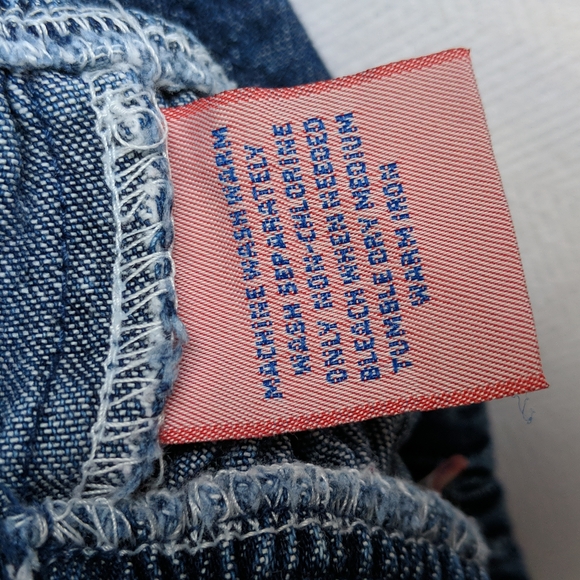 MACHINE WASH WARM
WASH SEPARATELY
ONLY NON-CHLORINE
BLEACH WHEN NEEDED
TUMBLE DRY MEDIUM
WARM IRON